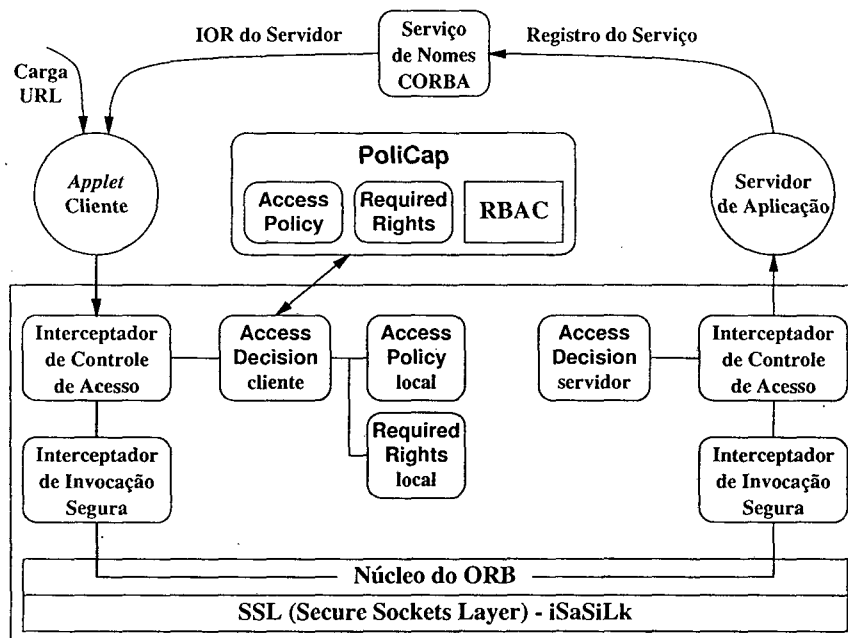 IOR do Servidor
Serviço
de Nomes
CORBA
Registro do Serviço
Carga
URL
Applet
Cliente
PoliCap
Access
Policy
Required
Rights
RBAC
Servidor
de Aplicação
Interceptador
de Controle
de Acesso
Access
Decision
cliente
Access
Policy
local
Required
Rights
local
Access
Decision
servidor
Interceptador
de Controle
de Acesso
Interceptador
de Invocação
Segura
Interceptador
de Invocação
Segura
Núcleo do ORB
SSL (Secure Sockets Layer) - iSaSiLk